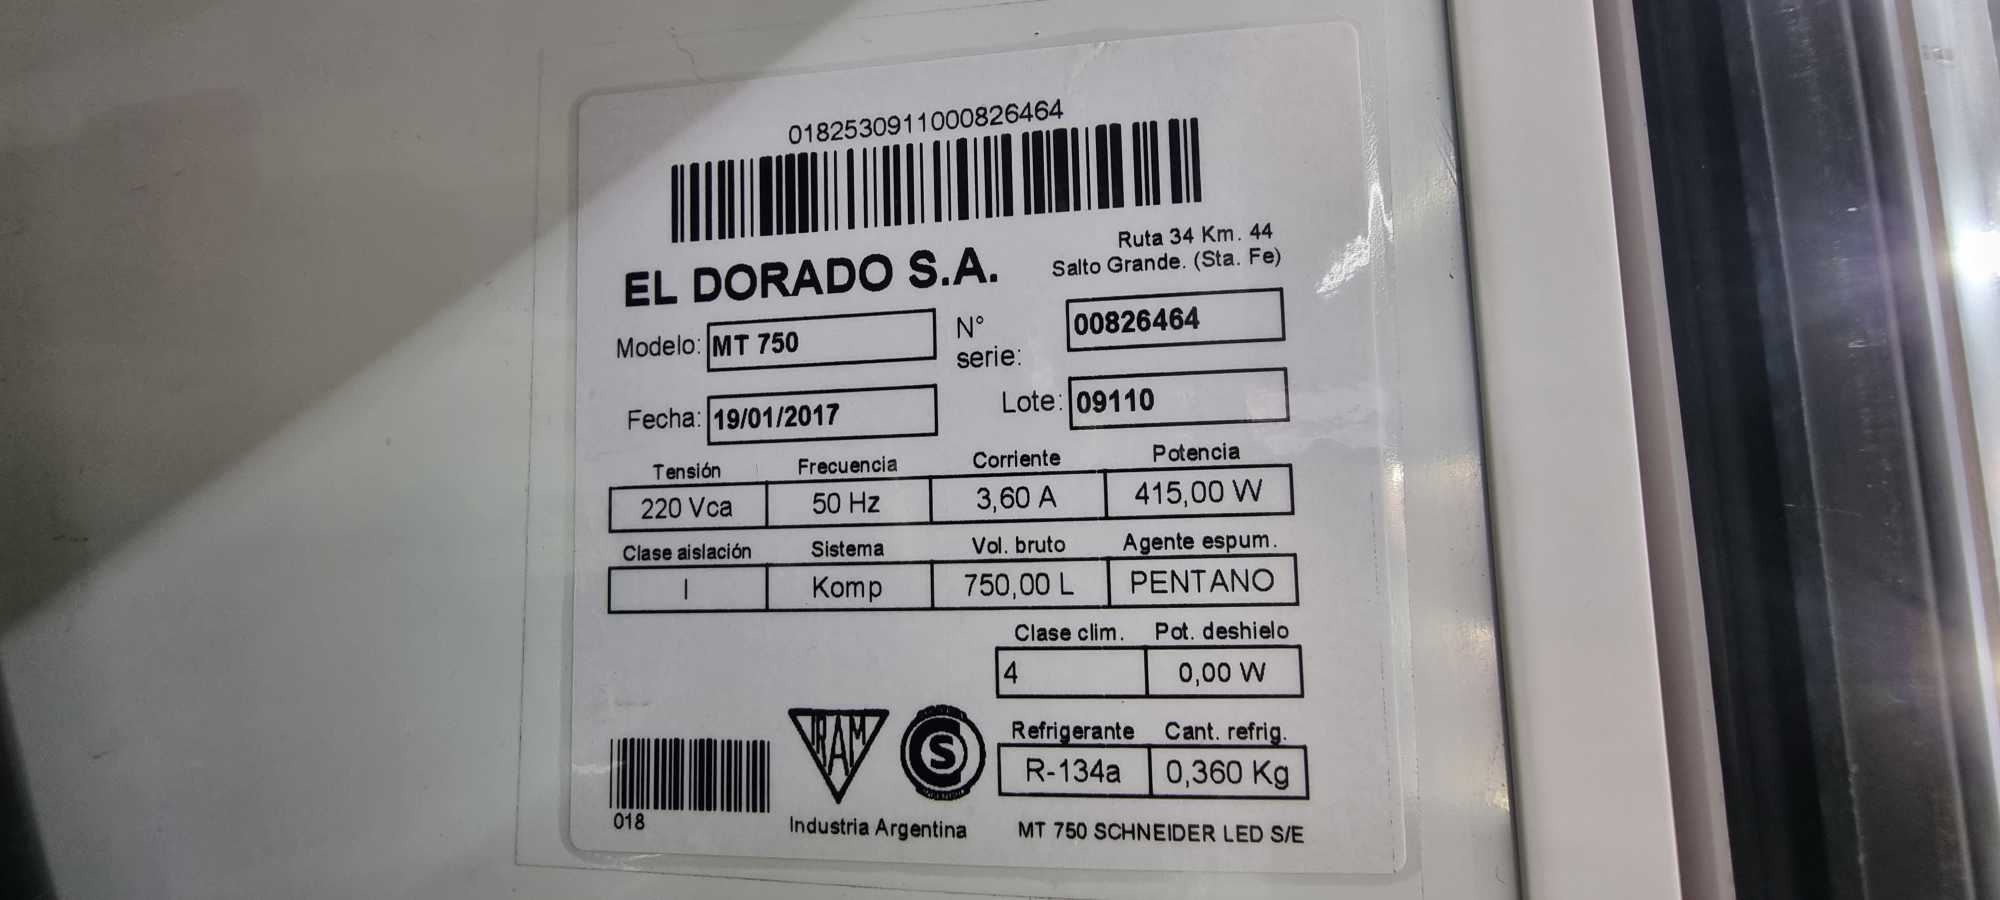 0182530911000826464
EL DORADO S.A.
Ruta 34 Km. 44
Salto Grande. (Sta. Fe)
Modelo: MT 750
N° serie: 00826464
Fecha: 19/01/2017
Lote: 09110
Tensión Frecuencia Corriente Potencia
220 Vca 50 Hz 3,60 A 415,00 W
Clase aislación Sistema Vol. bruto Agente espum.
I Komp 750,00 L PENTANO
Clase clim. Pot. deshielo
4 0,00 W
Refrigerante Cant. refrig.
R-134a 0,360 Kg
IRAM
S
018
Industria Argentina
MT 750 SCHNEIDER LED S/E